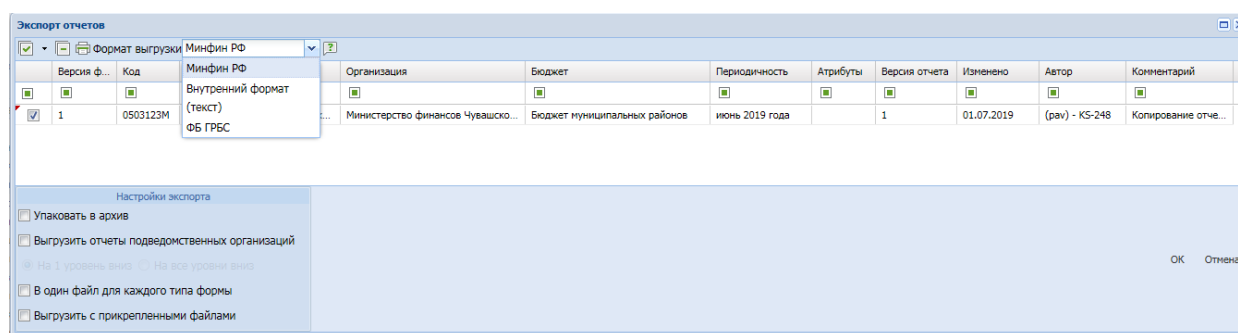 Экспорт отчетов
Формат выгрузки Минфин РФ
Минфин РФ
Внутренний формат
(текст)
ФБ ГРБС
Версия ф... Код Организация Бюджет Периодичность Атрибуты Версия отчета Изменено Автор Комментарий
1 0503123М Министерство финансов Чувашско... Бюджет муниципальных районов июнь 2019 года 1 01.07.2019 (pav) - KS-248 Копирование отче...
Настройки экспорта
Упаковать в архив
Выгрузить отчеты подведомственных организаций
На 1 уровень вниз На все уровни вниз
В один файл для каждого типа формы
Выгрузить с прикрепленными файлами
ОК Отмена